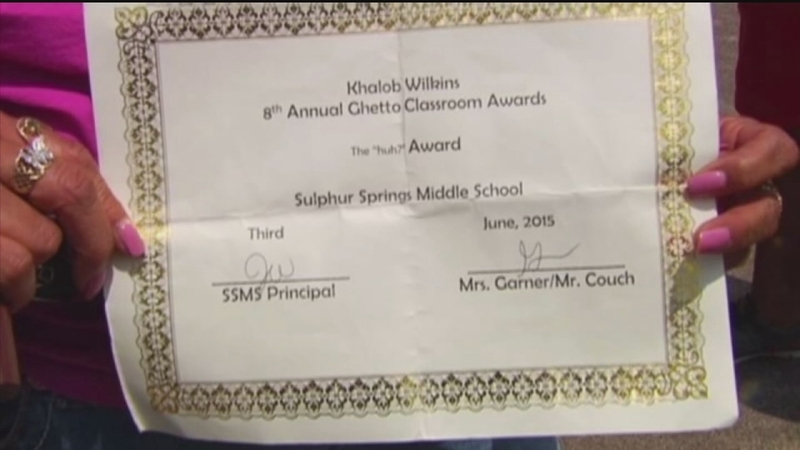 Khalob Wilkins
8th Annual Ghetto Classroom Awards
The "huh?" Award
Sulphur Springs Middle School
Third
June, 2015
SSMS Principal
Mrs. Garner/Mr. Couch